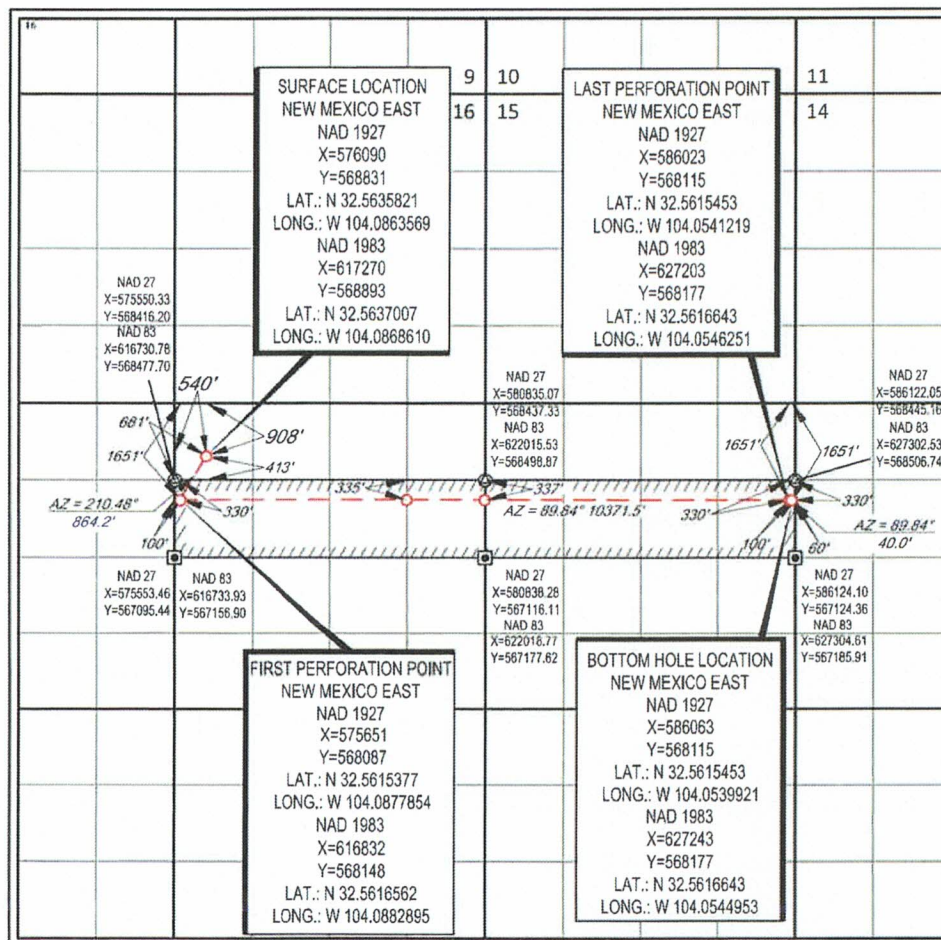 16
9 10
16 15
11
14
SURFACE LOCATION
NEW MEXICO EAST
NAD 1927
X=576090
Y=568831
LAT.: N 32.5635821
LONG.: W 104.0863569
NAD 1983
X=617270
Y=568893
LAT.: N 32.5637007
LONG.: W 104.0868610
LAST PERFORATION POINT
NEW MEXICO EAST
NAD 1927
X=586023
Y=568115
LAT.: N 32.5615453
LONG.: W 104.0541219
NAD 1983
X=627203
Y=568177
LAT.: N 32.5616643
LONG.: W 104.0546251
NAD 27
X=575550.33
Y=568416.20
NAD 83
X=616730.78
Y=568477.70
NAD 27
X=580835.07
Y=568437.33
NAD 83
X=622015.53
Y=568498.87
NAD 27
X=586122.05
Y=568445.16
NAD 83
X=627302.53
Y=568506.74
540'
681'
1651'
908'
413'
1651'
1651'
AZ = 210.48°
864.2'
330'
335'
337'
AZ = 89.84° 10371.5'
330'
330'
AZ = 89.84°
40.0'
100'
100'
60'
NAD 27
X=575553.46
Y=567095.44
NAD 83
X=616733.93
Y=567156.90
NAD 27
X=580838.28
Y=567116.11
NAD 83
X=622018.77
Y=567177.62
NAD 27
X=586124.10
Y=567124.36
NAD 83
X=627304.61
Y=567185.91
FIRST PERFORATION POINT
NEW MEXICO EAST
NAD 1927
X=575651
Y=568087
LAT.: N 32.5615377
LONG.: W 104.0877854
NAD 1983
X=616832
Y=568148
LAT.: N 32.5616562
LONG.: W 104.0882895
BOTTOM HOLE LOCATION
NEW MEXICO EAST
NAD 1927
X=586063
Y=568115
LAT.: N 32.5615453
LONG.: W 104.0539921
NAD 1983
X=627243
Y=568177
LAT.: N 32.5616643
LONG.: W 104.0544953